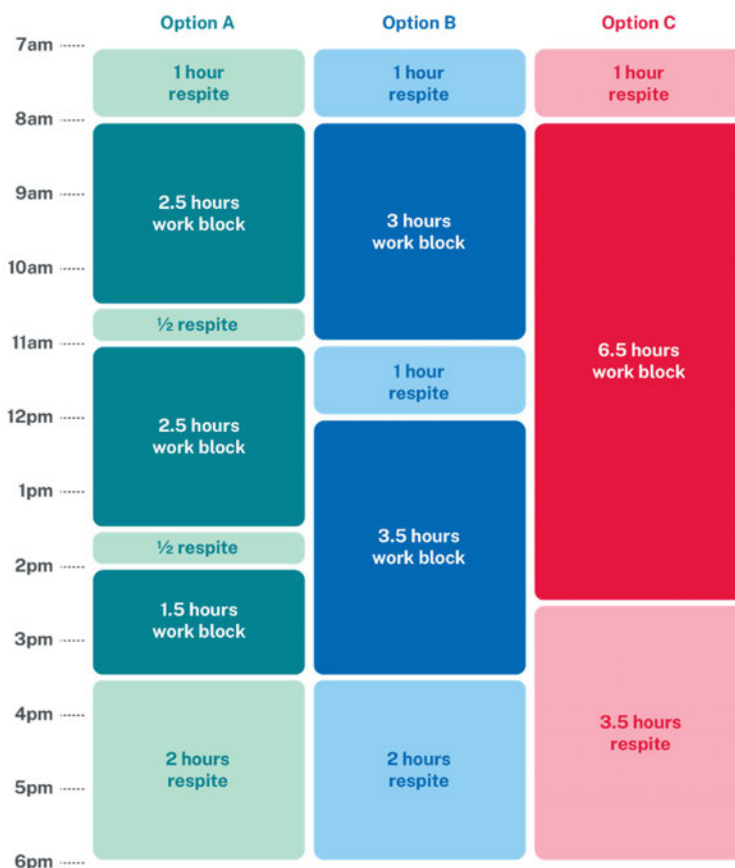 Option A
Option B
Option C
7am
1 hour
respite
1 hour
respite
1 hour
respite
8am
9am
2.5 hours
work block
3 hours
work block
10am
½ respite
11am
6.5 hours
work block
1 hour
respite
12pm
2.5 hours
work block
1pm
3.5 hours
work block
½ respite
2pm
1.5 hours
work block
3pm
4pm
3.5 hours
respite
2 hours
respite
2 hours
respite
5pm
6pm